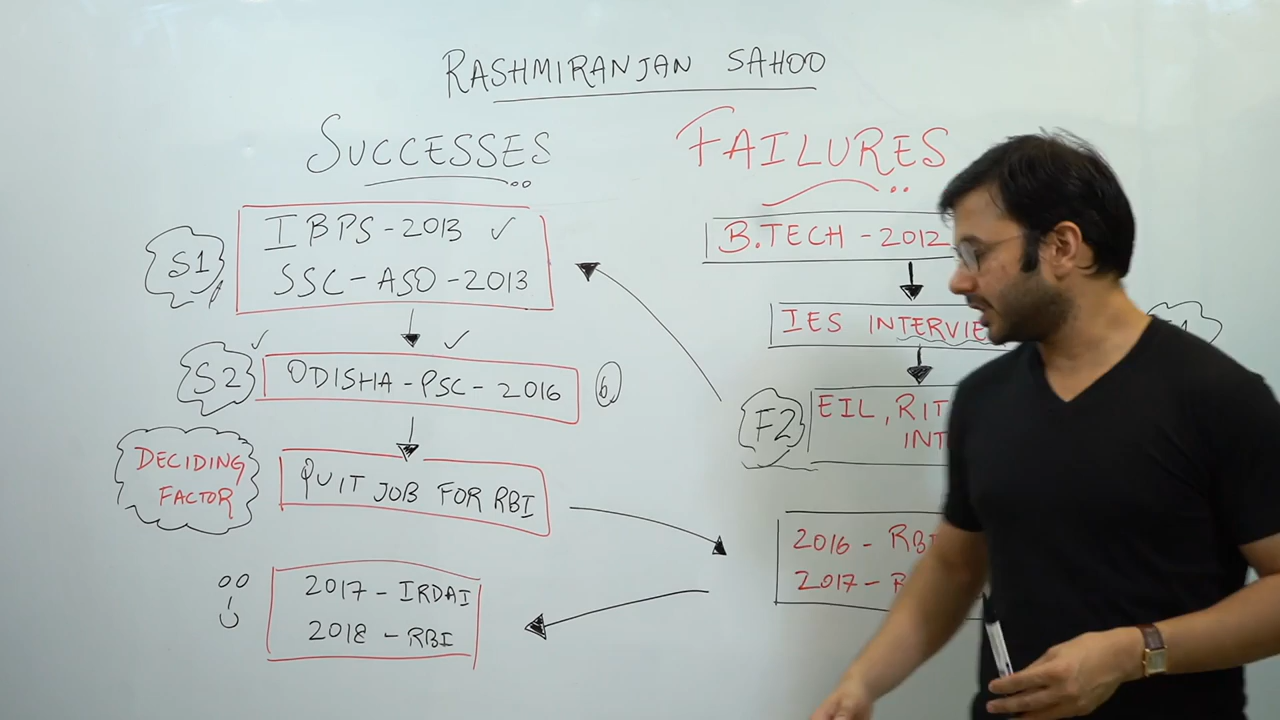 RASHMIRANJAN SAHOO
SUCCESSES
S1
IBPS-2013 ✓
SSC-ASO-2013
S2
ODISHA-PSC-2016
6
DECIDING
FACTOR
QUIT JOB FOR RBI
2017-IRDAI
2018-RBI
FAILURES
B.TECH-2012
IES INTERVIE
F2
EIL, RIT
INT
2016-RB
2017-R